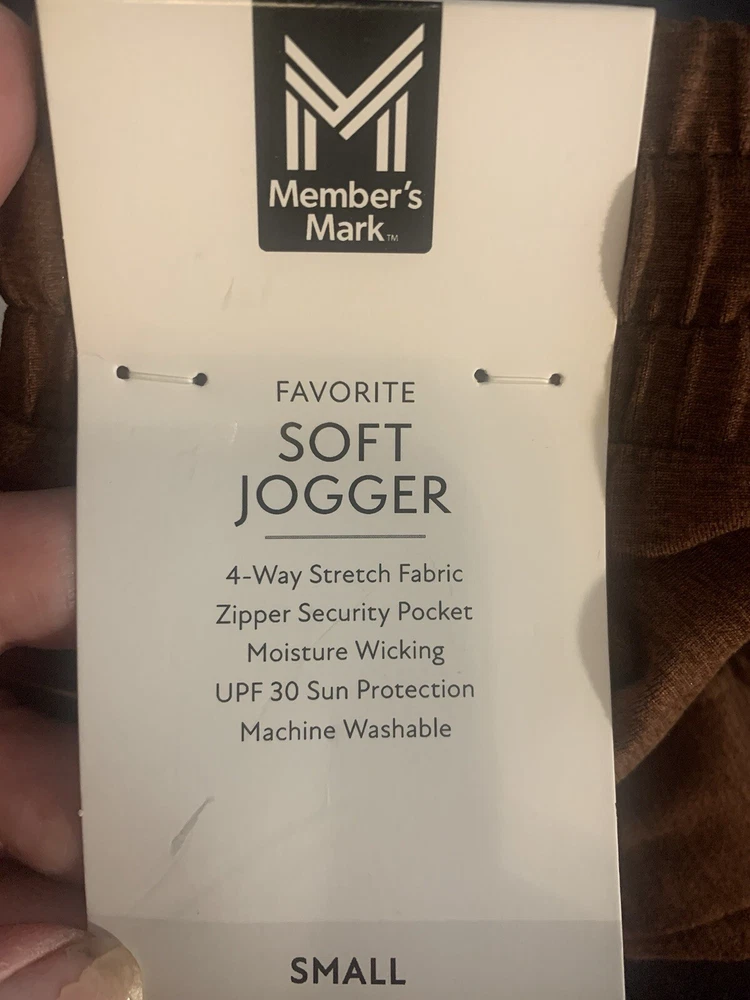 Member's
Mark™
FAVORITE
SOFT
JOGGER
4-Way Stretch Fabric
Zipper Security Pocket
Moisture Wicking
UPF 30 Sun Protection
Machine Washable
SMALL